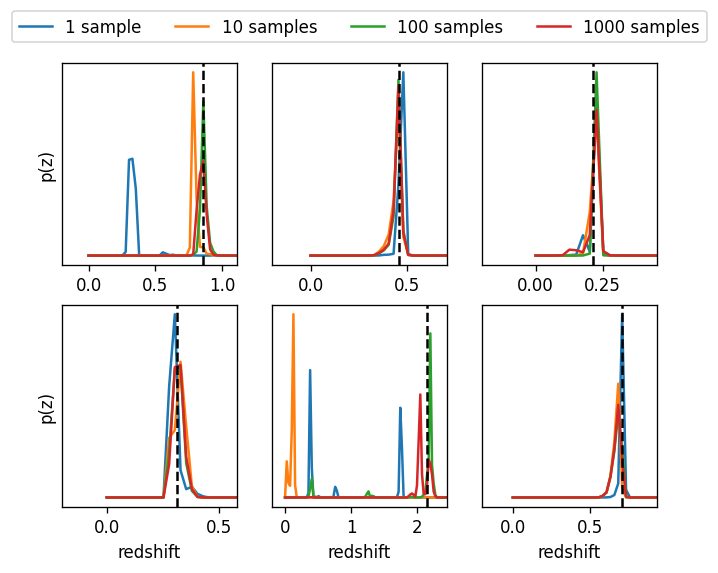 1 sample 10 samples 100 samples 1000 samples
p(z)
0.0 0.5 1.0 0.0 0.5 0.00 0.25
p(z)
0.0 0.5 0 1 2 0.0 0.5
redshift redshift redshift